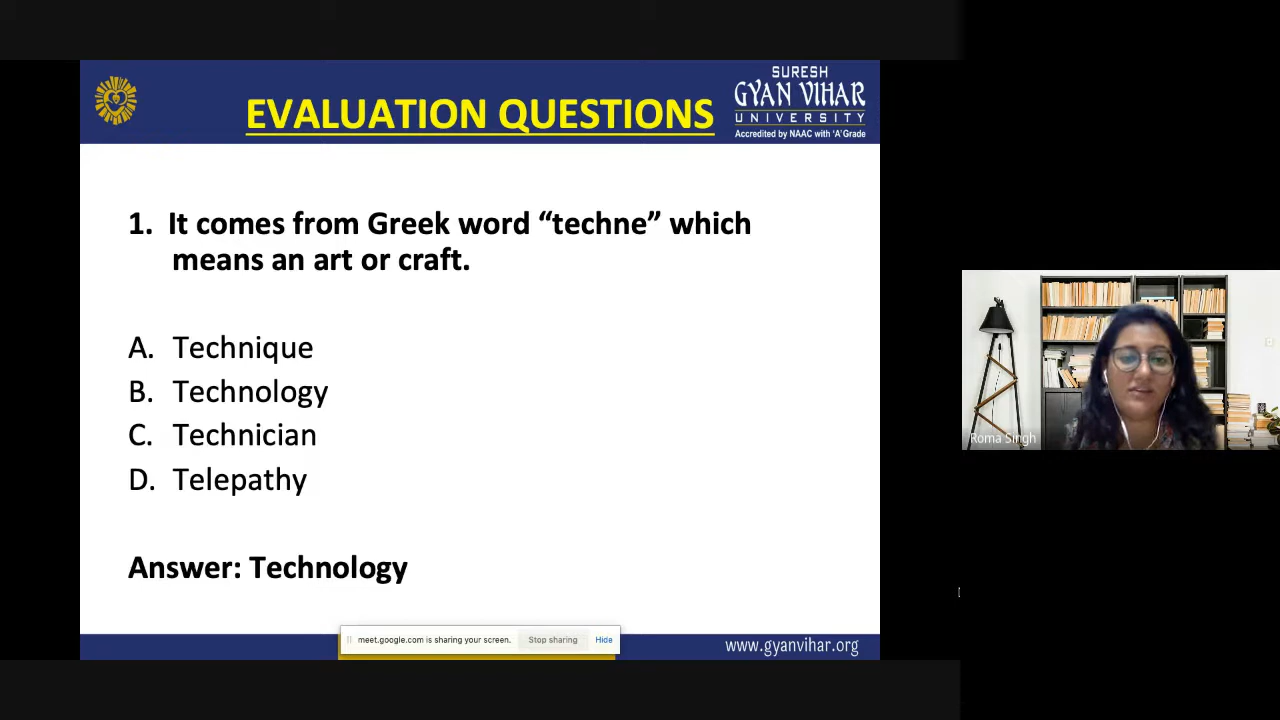 EVALUATION QUESTIONS
SURESH
GYAN VIHAR
UNIVERSITY
Accredited by NAAC with 'A' Grade
1. It comes from Greek word “techne” which
means an art or craft.
A. Technique
B. Technology
C. Technician
D. Telepathy
Answer: Technology
meet.google.com is sharing your screen. Stop sharing Hide
www.gyanvihar.org
Roma Singh